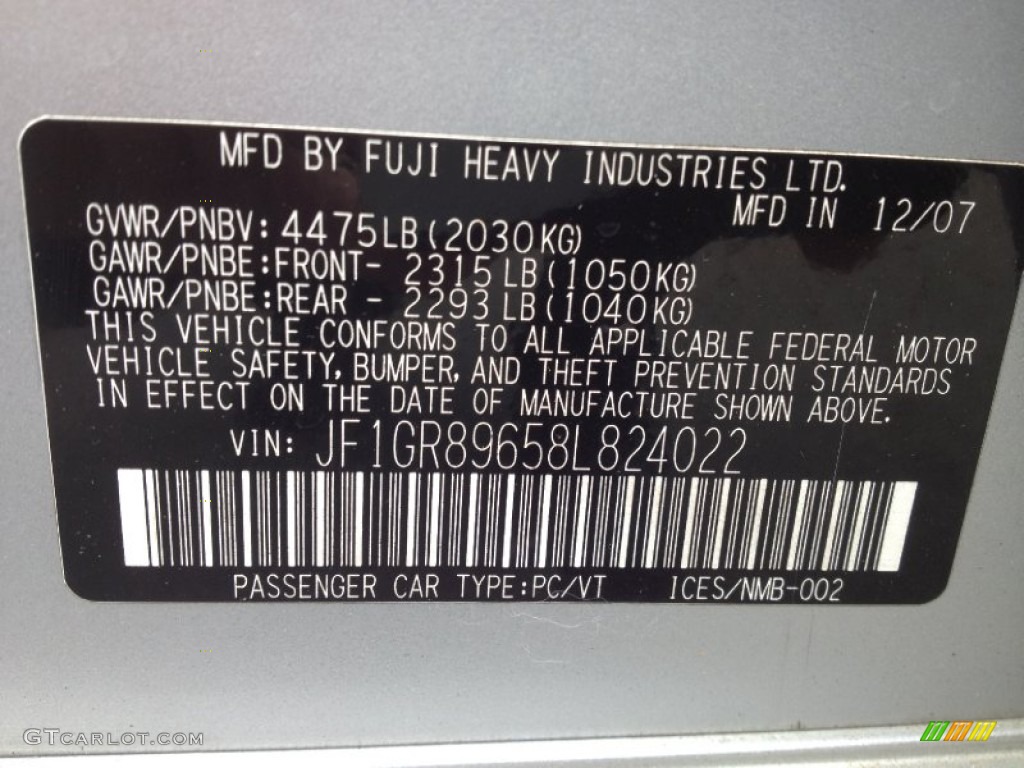 MFD BY FUJI HEAVY INDUSTRIES LTD.
MFD IN 12/07
GVWR/PNBV: 4475LB(2030KG)
GAWR/PNBE:FRONT- 2315LB(1050KG)
GAWR/PNBE:REAR - 2293LB(1040KG)
THIS VEHICLE CONFORMS TO ALL APPLICABLE FEDERAL MOTOR
VEHICLE SAFETY, BUMPER, AND THEFT PREVENTION STANDARDS
IN EFFECT ON THE DATE OF MANUFACTURE SHOWN ABOVE.
VIN: JF1GR89658L824022
PASSENGER CAR TYPE:PC/VT ICES/NMB-002
GTCARLOT.COM